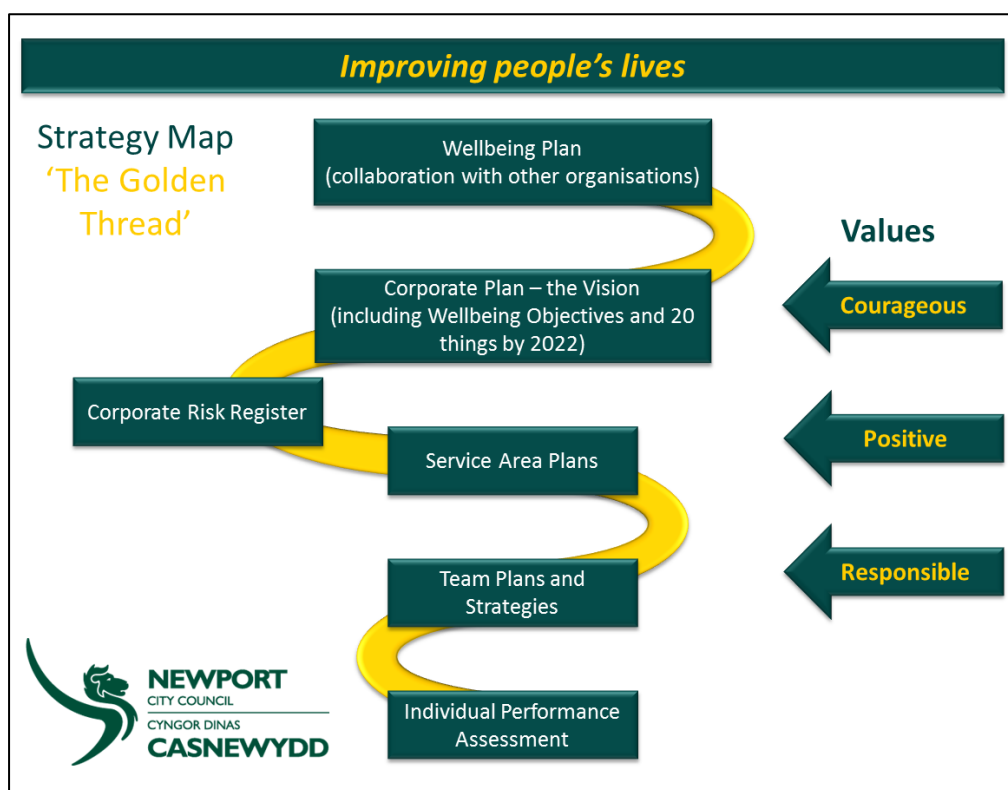 Improving people's lives
Strategy Map
‘The Golden
Thread’
Wellbeing Plan
(collaboration with other organisations)
Values
Corporate Plan – the Vision
(including Wellbeing Objectives and 20
things by 2022)
Courageous
Corporate Risk Register
Positive
Service Area Plans
Responsible
Team Plans and
Strategies
Individual Performance
Assessment
NEWPORT
CITY COUNCIL
CYNGOR DINAS
CASNEWYDD